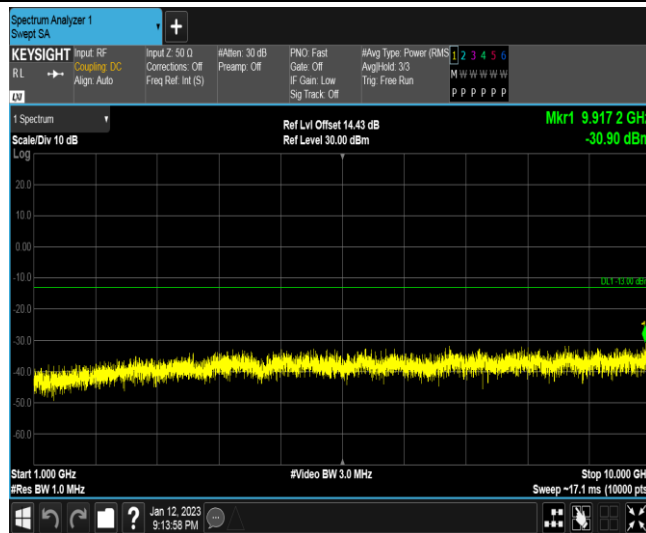 Spectrum Analyzer 1
Swept SA
KEYSIGHT
RL
Input: RF
Coupling: DC
Align: Auto
Input Z: 50 Ω
Corrections: Off
Freq Ref: Int (S)
#Atten: 30 dB
Preamp: Off
PNO: Fast
Gate: Off
IF Gain: Low
Sig Track: Off
#Avg Type: Power (RMS
Avg|Hold: 3/3
Trig: Free Run
1 2 3 4 5 6
M W W W W W
P P P P P P
1 Spectrum
Scale/Div 10 dB
Ref Lvl Offset 14.43 dB
Ref Level 30.00 dBm
Mkr1 9.917 2 GHz
-30.90 dBm
Log
20.0
10.0
0.00
-10.0
DL1 -13.00 dBm
-20.0
-30.0
-40.0
-50.0
-60.0
Start 1.000 GHz
#Video BW 3.0 MHz
Stop 10.000 GHz
#Res BW 1.0 MHz
Sweep ~17.1 ms (10000 pts)
Jan 12, 2023
9:13:58 PM